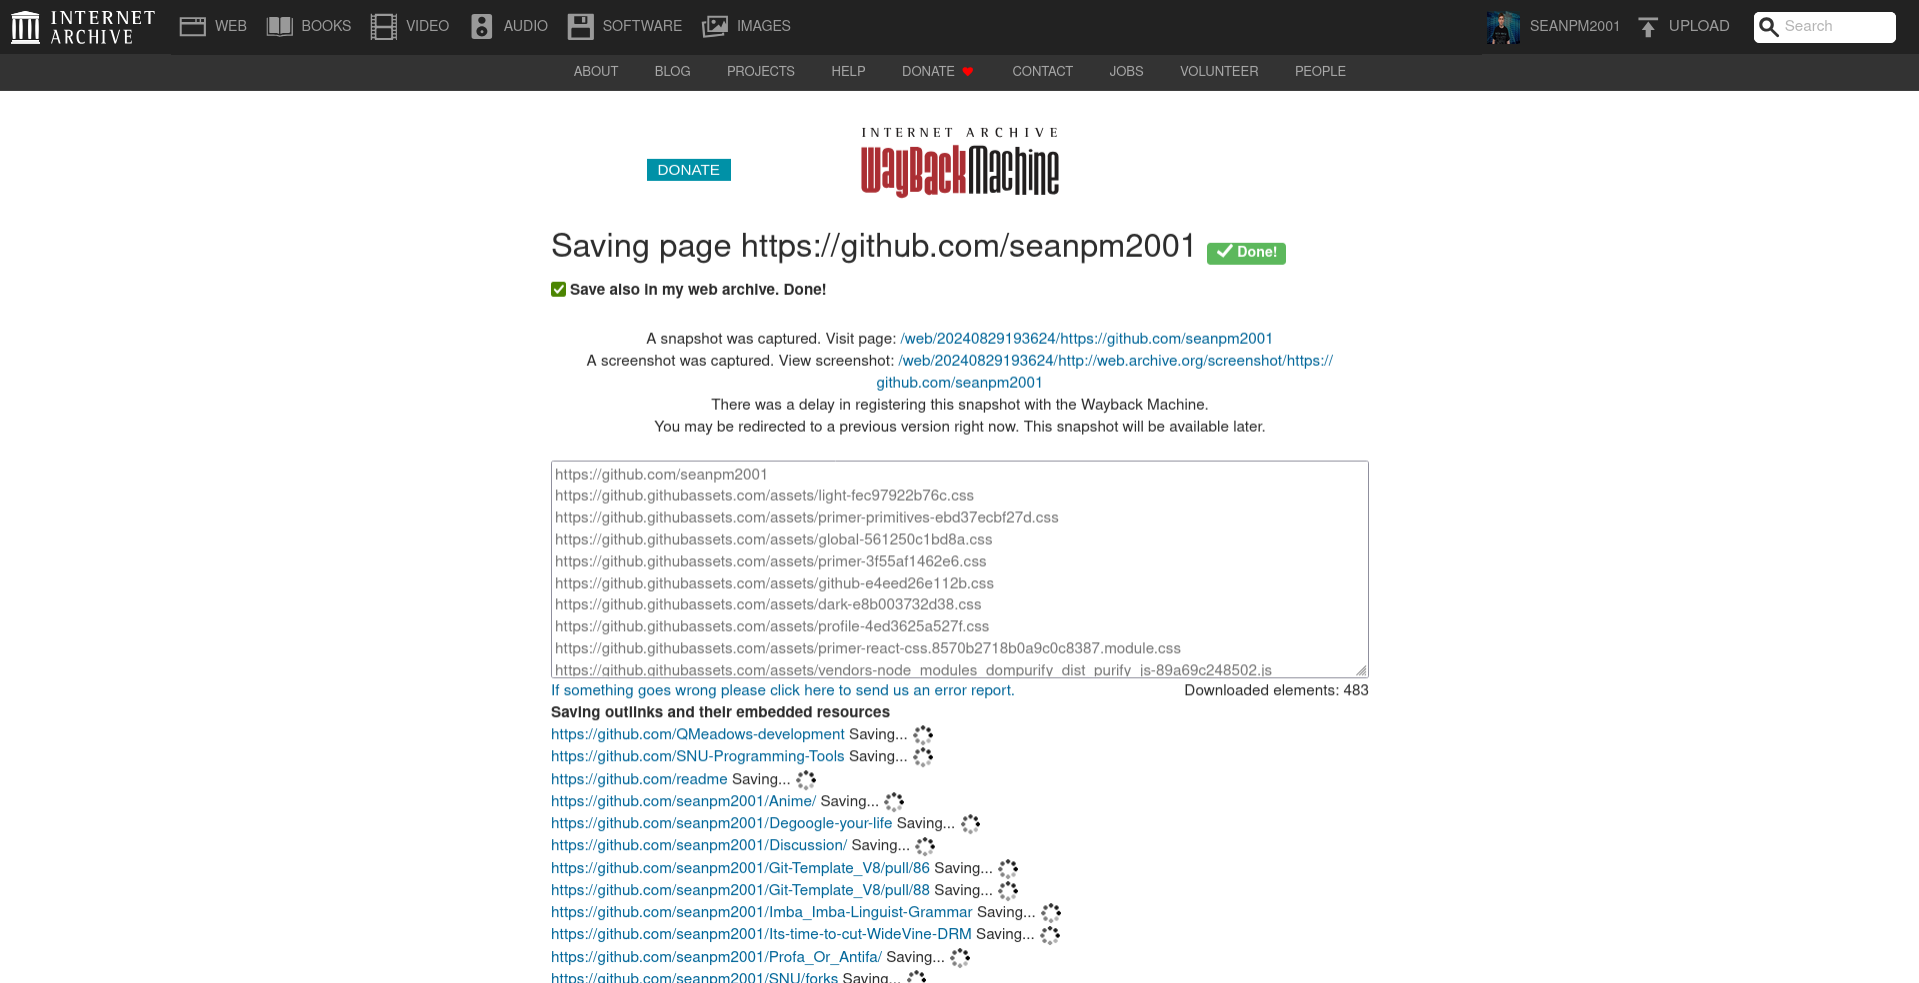 INTERNET ARCHIVE
WEB BOOKS VIDEO AUDIO SOFTWARE IMAGES
SEANPM2001 UPLOAD Search
ABOUT BLOG PROJECTS HELP DONATE CONTACT JOBS VOLUNTEER PEOPLE
INTERNET ARCHIVE
WayBackMachine
DONATE
Saving page https://github.com/seanpm2001 Done!
Save also in my web archive. Done!
A snapshot was captured. Visit page: /web/20240829193624/https://github.com/seanpm2001
A screenshot was captured. View screenshot: /web/20240829193624/http://web.archive.org/screenshot/https://
github.com/seanpm2001
There was a delay in registering this snapshot with the Wayback Machine.
You may be redirected to a previous version right now. This snapshot will be available later.
https://github.com/seanpm2001
https://github.githubassets.com/assets/light-fec97922b76c.css
https://github.githubassets.com/assets/primer-primitives-ebd37ecbf27d.css
https://github.githubassets.com/assets/global-561250c1bd8a.css
https://github.githubassets.com/assets/primer-3f55af1462e6.css
https://github.githubassets.com/assets/github-e4eed26e112b.css
https://github.githubassets.com/assets/dark-e8b003732d38.css
https://github.githubassets.com/assets/profile-4ed3625a527f.css
https://github.githubassets.com/assets/primer-react-css.8570b2718b0a9c0c8387.module.css
https://github.githubassets.com/assets/vendors-node_modules_dompurify_dist_purify_js-89a69c248502.js
If something goes wrong please click here to send us an error report. Downloaded elements: 483
Saving outlinks and their embedded resources
https://github.com/QMeadows-development Saving...
https://github.com/SNU-Programming-Tools Saving...
https://github.com/readme Saving...
https://github.com/seanpm2001/Anime/ Saving...
https://github.com/seanpm2001/Degoogle-your-life Saving...
https://github.com/seanpm2001/Discussion/ Saving...
https://github.com/seanpm2001/Git-Template_V8/pull/86 Saving...
https://github.com/seanpm2001/Git-Template_V8/pull/88 Saving...
https://github.com/seanpm2001/Imba_Imba-Linguist-Grammar Saving...
https://github.com/seanpm2001/Its-time-to-cut-WideVine-DRM Saving...
https://github.com/seanpm2001/Profa_Or_Antifa/ Saving...
https://github.com/seanpm2001/SNU/forks Saving...